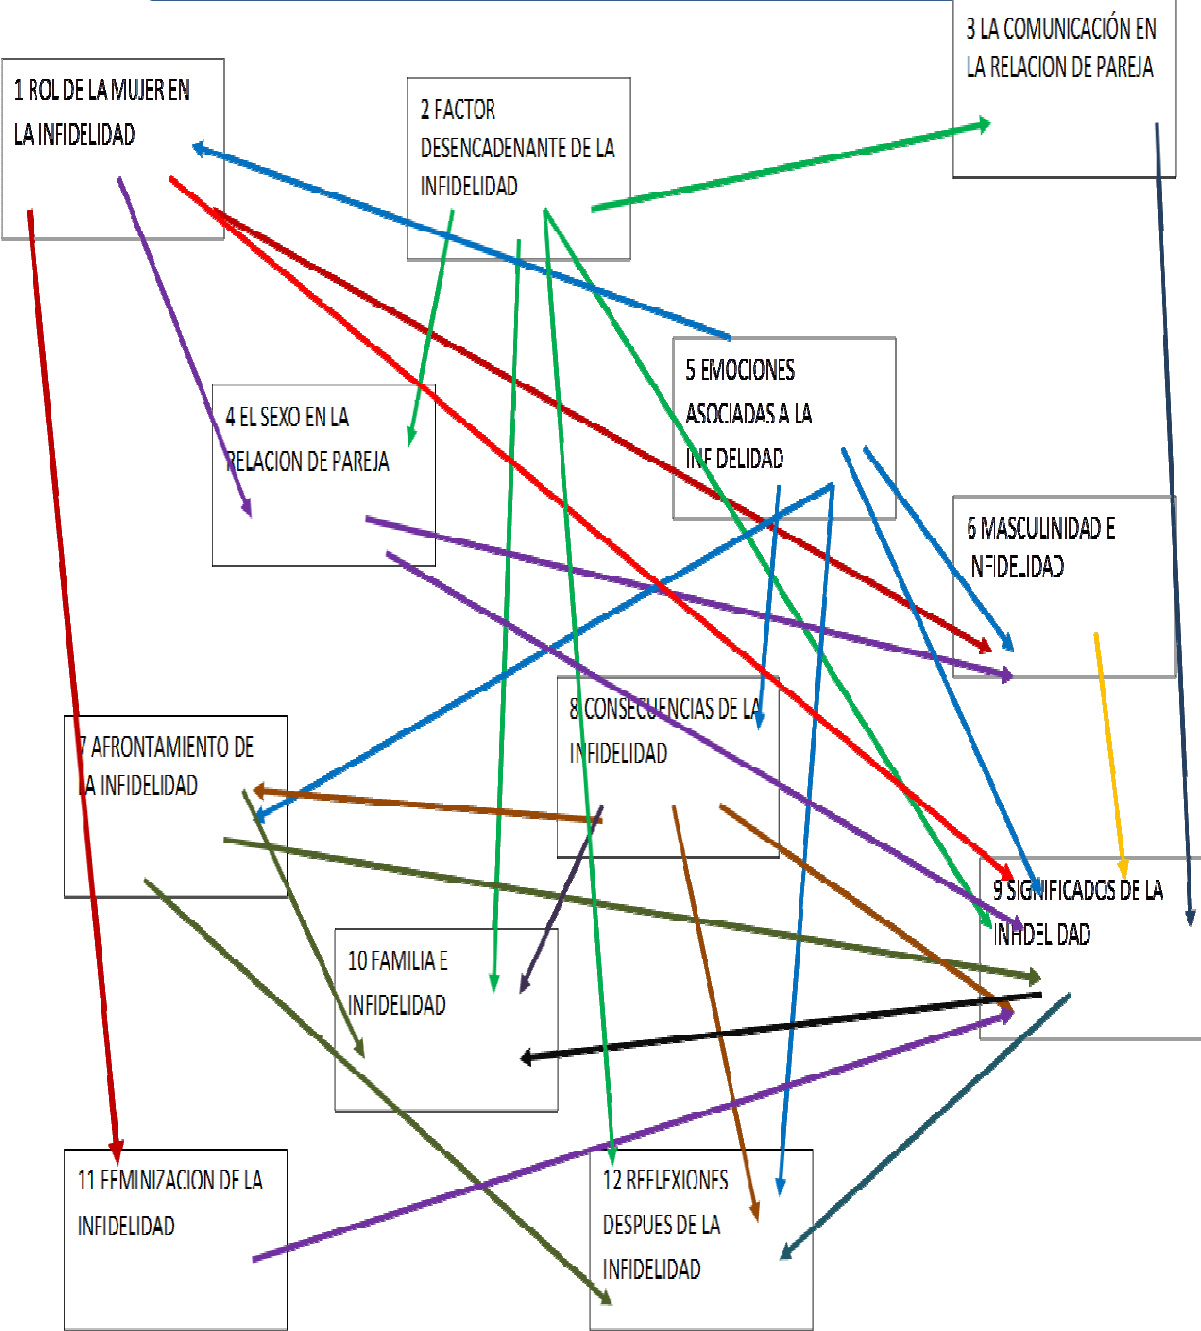 3 LA COMUNICACIÓN EN
LA RELACION DE PAREJA
1 ROL DE LA MUJER EN
LA INFIDELIDAD
2 FACTOR
DESENCADENANTE DE LA
INFIDELIDAD
5 EMOCIONES
ASOCIADAS A LA
INFIDELIDAD
4 EL SEXO EN LA
RELACION DE PAREJA
6 MASCULINIDAD E
INFIDELIDAD
8 CONSECUENCIAS DE LA
INFIDELIDAD
7 AFRONTAMIENTO DE
LA INFIDELIDAD
9 SIGNIFICADOS DE LA
INFIDELIDAD
10 FAMILIA E
INFIDELIDAD
11 FEMINIZACION DE LA
INFIDELIDAD
12 REFLEXIONES
DESPUES DE LA
INFIDELIDAD